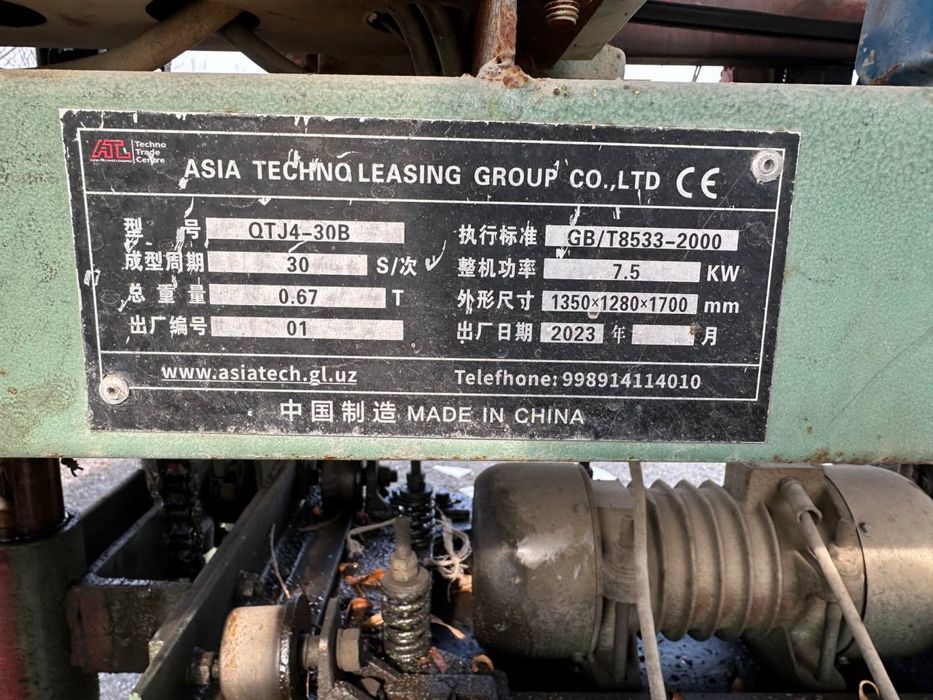 ATL Techno
Trade
Centre
ASIA TECHNO LEASING GROUP CO.,LTD CE
型 号 QTJ4-30B 执行标准 GB/T8533-2000
成型周期 30 S/次 整机功率 7.5 KW
总重量 0.67 T 外形尺寸 1350×1280×1700 mm
出厂编号 01 出厂日期 2023 年 月
www.asiatech.gl.uz Telefhone: 998914114010
中国制造 MADE IN CHINA